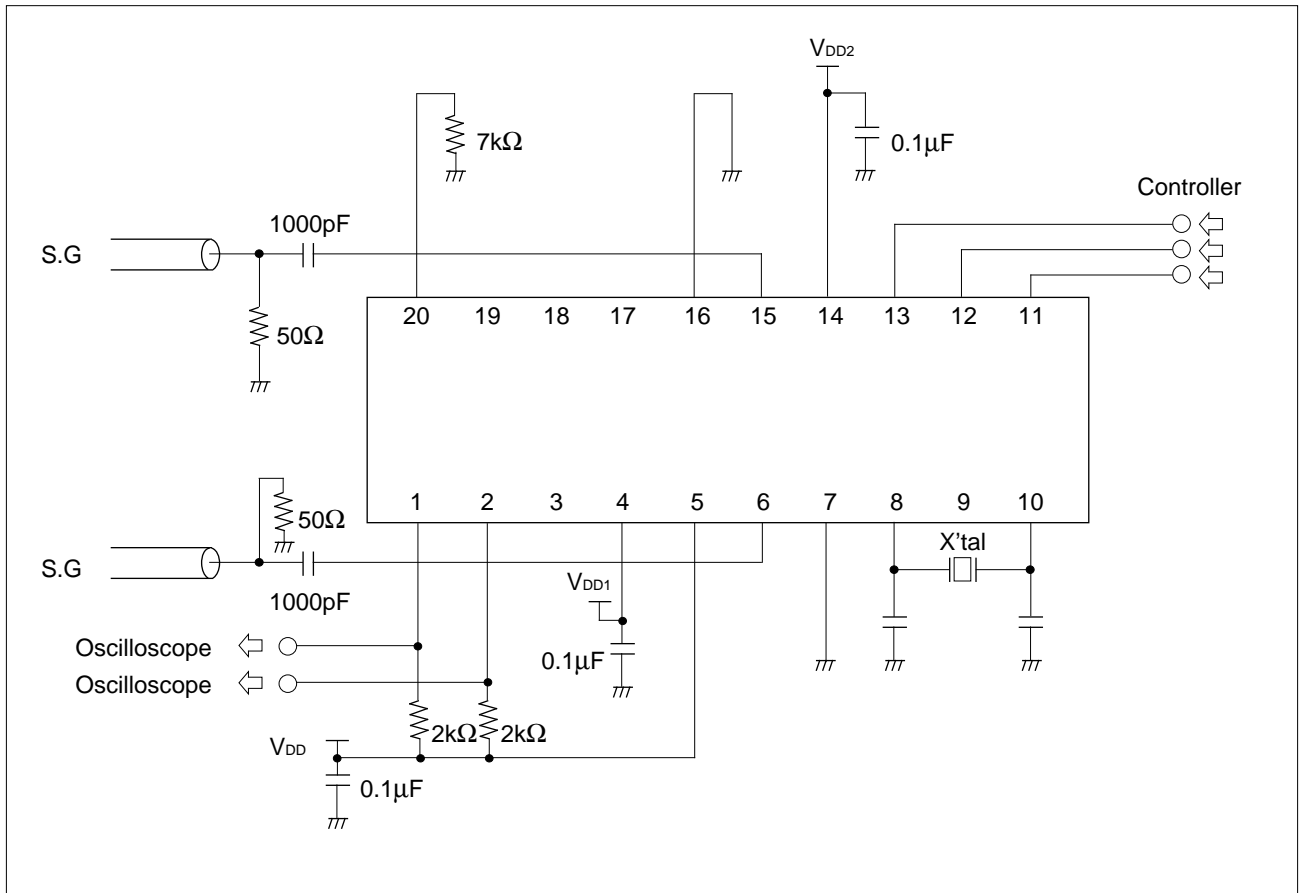 VDD2
7kΩ
0.1µF
Controller
1000pF
S.G
50Ω
20 19 18 17 16 15 14 13 12 11
1 2 3 4 5 6 7 8 9 10
50Ω
X'tal
S.G
VDD1
1000pF
Oscilloscope
0.1µF
Oscilloscope
2kΩ 2kΩ
VDD
0.1µF